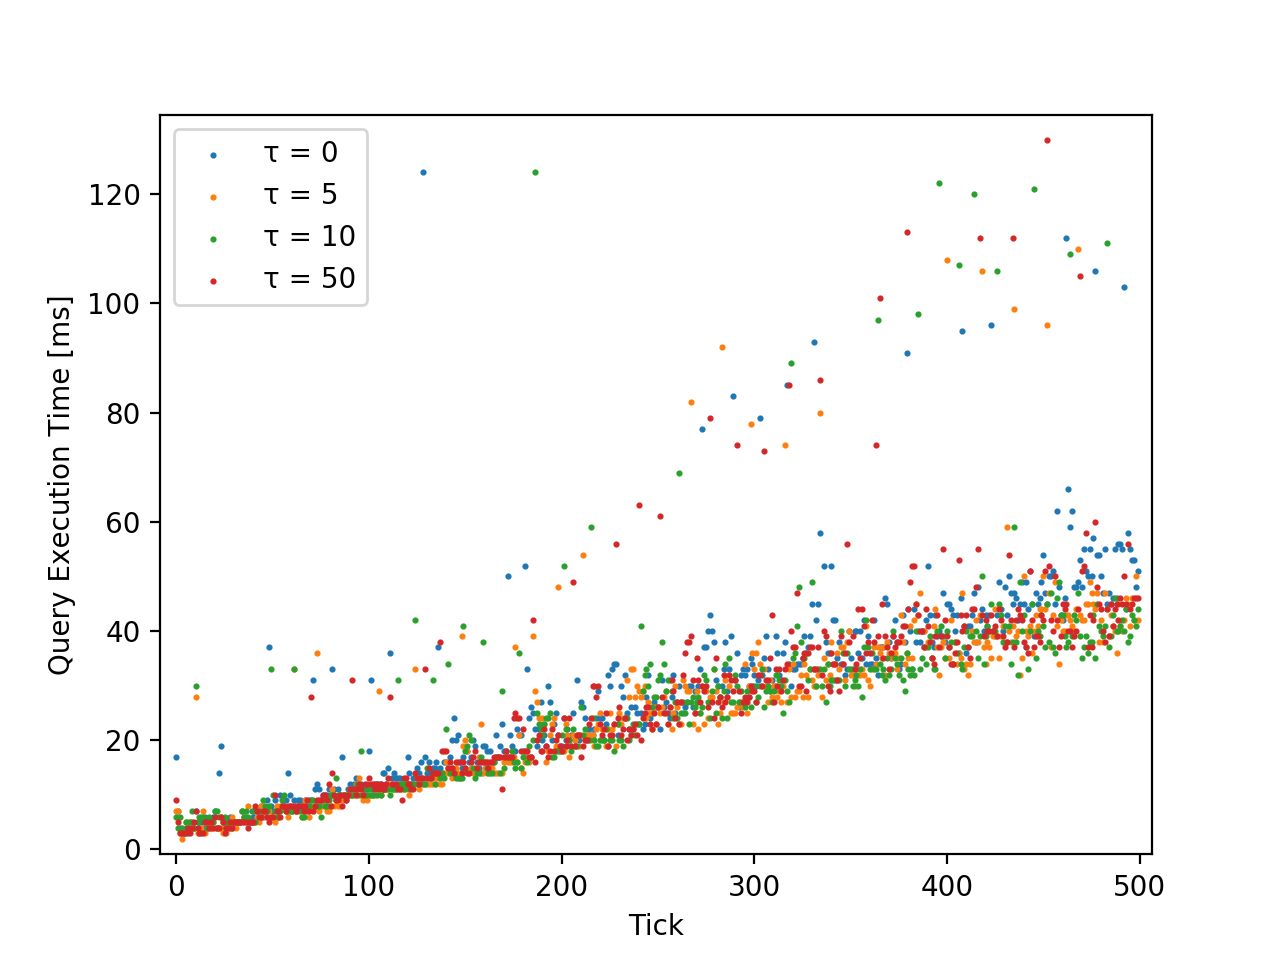 τ = 0
τ = 5
τ = 10
τ = 50
Query Execution Time [ms]
120
100
80
60
40
20
0
0 100 200 300 400 500
Tick